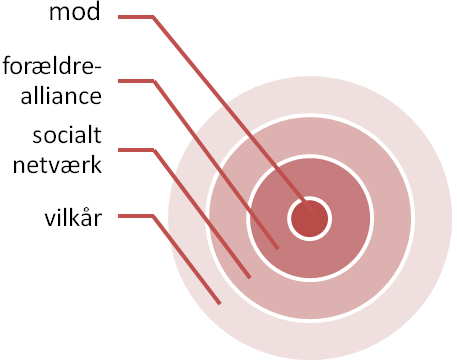 mod
forældre-
alliance
socialt
netværk
vilkår